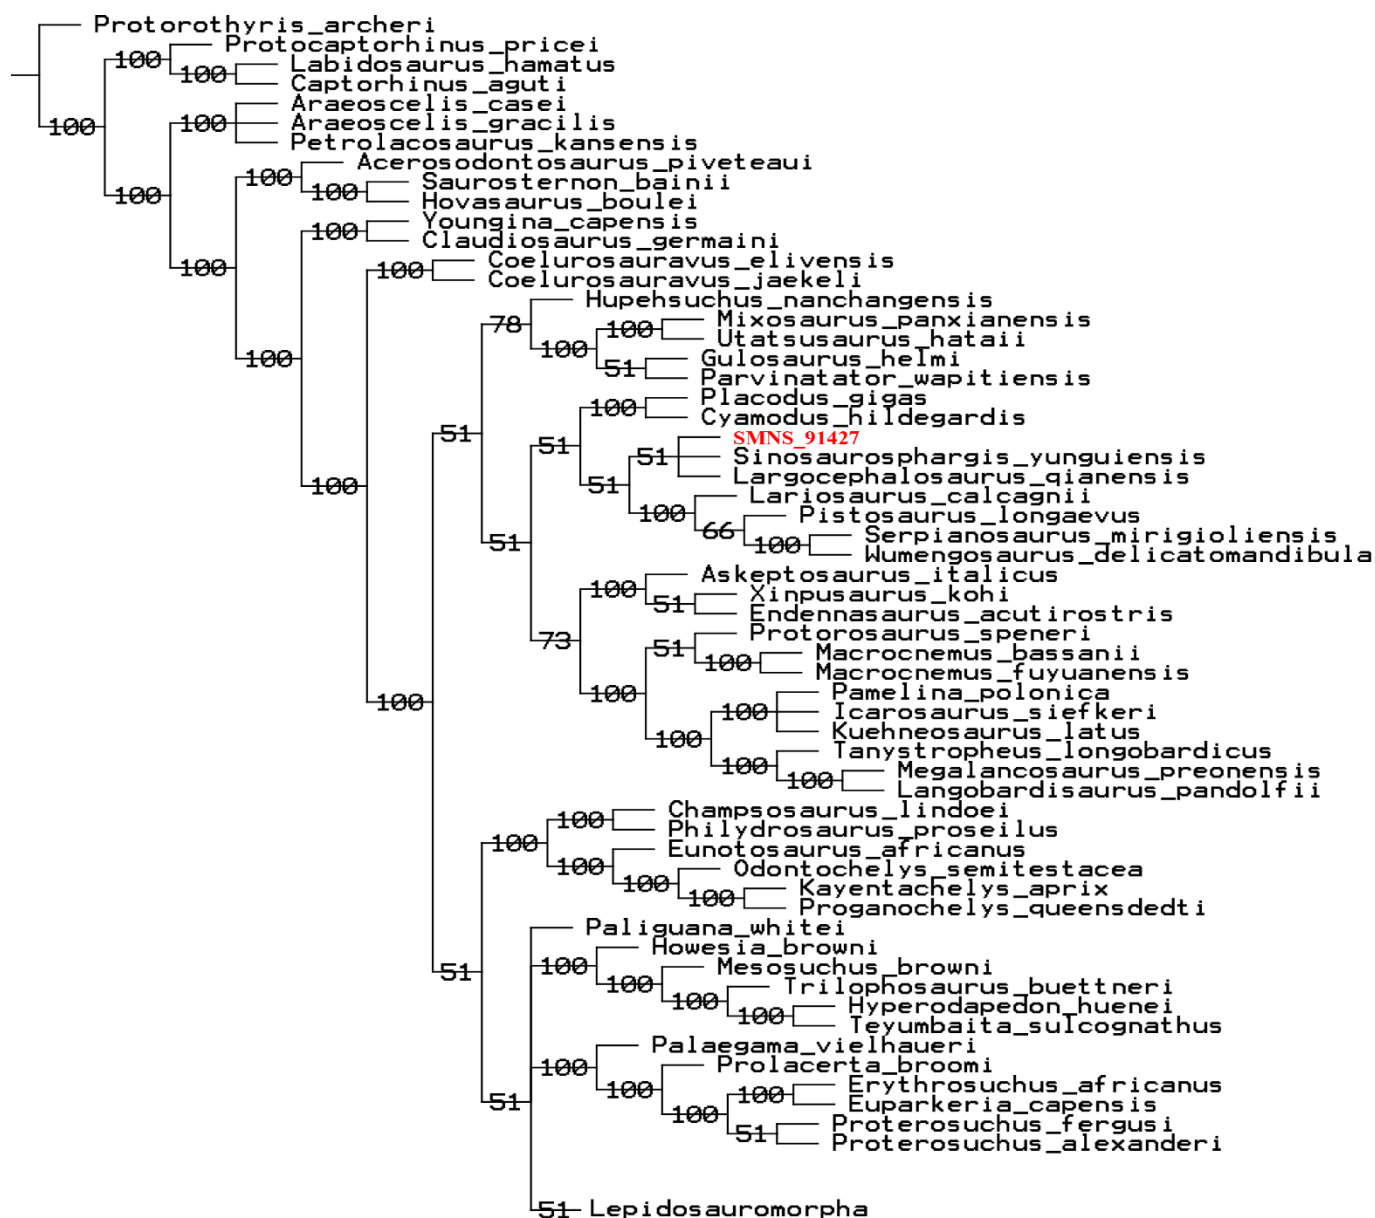 Protorothyris_archeri
Protocaptorhinus_pricei
100
Labidosaurus_hamatus
100
Captorhinus_aguti
Araeoscelis_casei
100
100
Araeoscelis_gracilis
Petrolacosaurus_kansensis
Acerosodontosaurus_piveteaui
100
Saurosternon_bainii
100
100
Hovasaurus_boulei
Youngina_capensis
100
Claudiosaurus_germaini
Coelurosauravus_elivensis
100
100
Coelurosauravus_jaekeli
Hupehsuchus_nanchangensis
Mixosaurus_panxianensis
78
100
Utatsusaurus_hataii
100
Gulosaurus_helmi
100
51
Parvinatator_wapitiensis
Placodus_gigas
100
Cyamodus_hildegardis
51
SMNS_91427
51
51
Sinosaurosphargis_yunguiensis
Largocephalosaurus_qianensis
100
51
Lariosaurus_calcagnii
100
Pistosaurus_longaevus
66
Serpianosaurus_mirigioliensis
51
100
Wumengosaurus_delicatomandibula
Askeptosaurus_italicus
100
Xinpusaurus_kohi
51
Endennasaurus_acutirostris
Protorosaurus_speneri
73
51
Macrocnemus_bassanii
100
Macrocnemus_fuyuanensis
100
Pamelina_polonica
100
100
Icarosaurus_siefkeri
Kuehneosaurus_latus
100
Tanystropheus_longobardicus
100
Megalancosaurus_preonensis
100
Langobardisaurus_pandolfii
Champsosaurus_lindoei
100
Philydrosaurus_proseilus
100
Eunotosaurus_africanus
100
Odontochelys_semitestacea
100
Kayentachelys_aprix
100
Proganochelys_queensdedti
Paliguana_whitei
Howesia_browni
51
100
Mesosuchus_browni
100
Trilophosaurus_buettneri
100
Hyperodapedon_huenei
100
Teyumbaita_sulcognathus
Palaegama_vielhaueri
100
Prolacerta_broomi
100
Erythrosuchus_africanus
51
100
100
Euparkeria_capensis
Proterosuchus_fergusi
51
Proterosuchus_alexanderi
51 Lepidosauromorpha